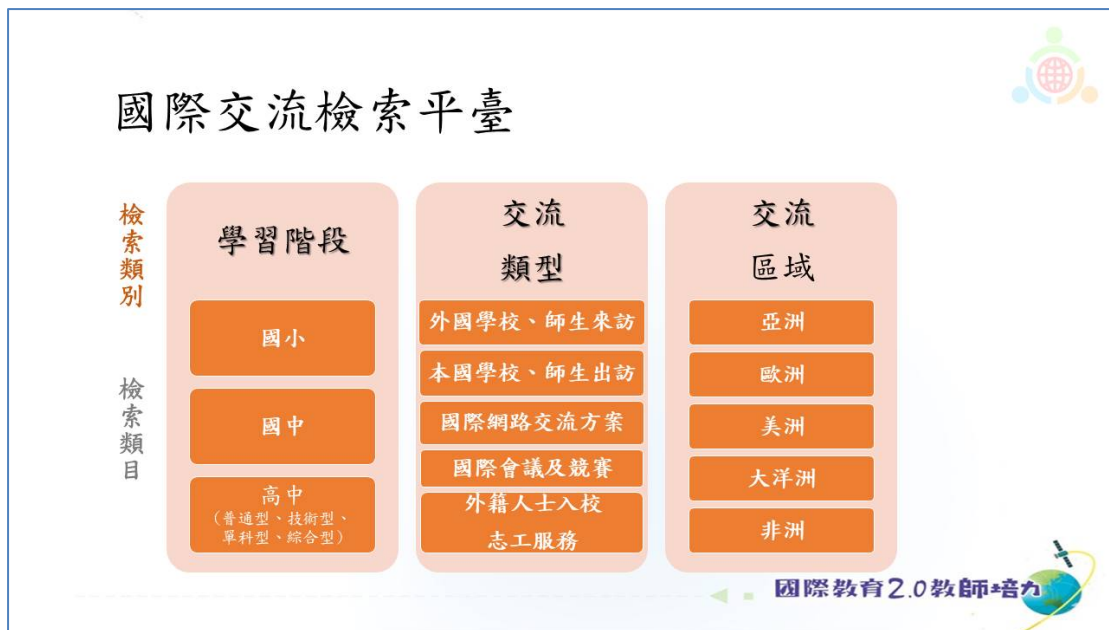 國際交流檢索平臺
檢索類別
檢索類目
學習階段
國小
國中
高中
(普通型、技術型、
單科型、綜合型)
交流
類型
外國學校、師生來訪
本國學校、師生出訪
國際網路交流方案
國際會議及競賽
外籍人士入校
志工服務
交流
區域
亞洲
歐洲
美洲
大洋洲
非洲
國際教育2.0教師培力